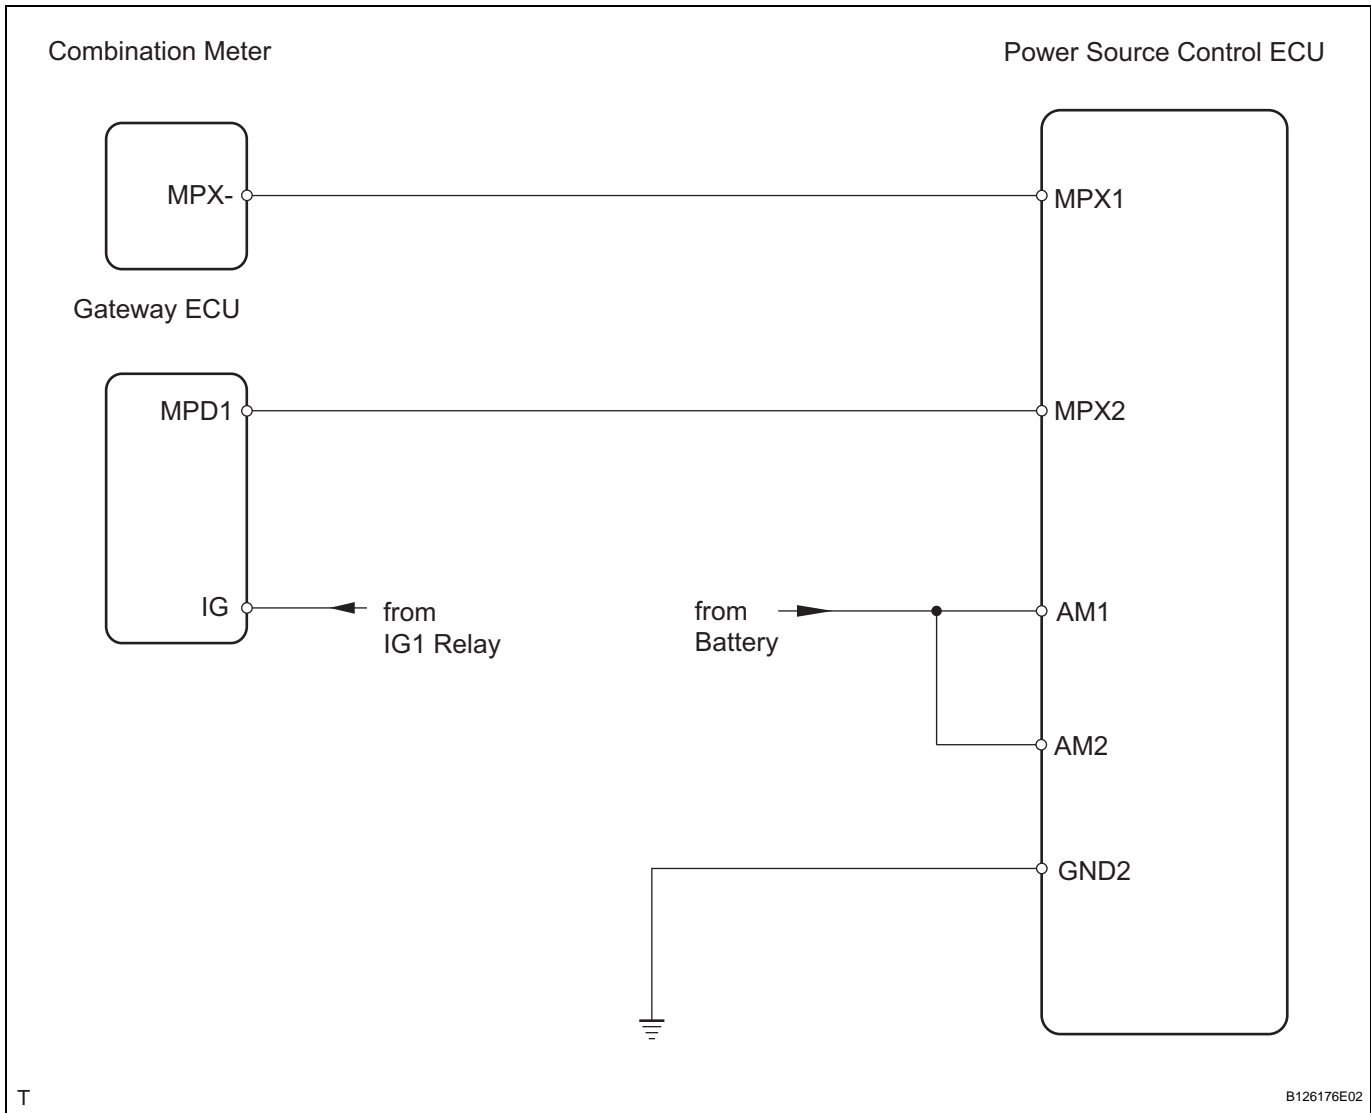 Combination Meter
Power Source Control ECU
MPX-
MPX1
Gateway ECU
MPD1
MPX2
IG
from
IG1 Relay
from
Battery
AM1
AM2
GND2
T
B126176E02